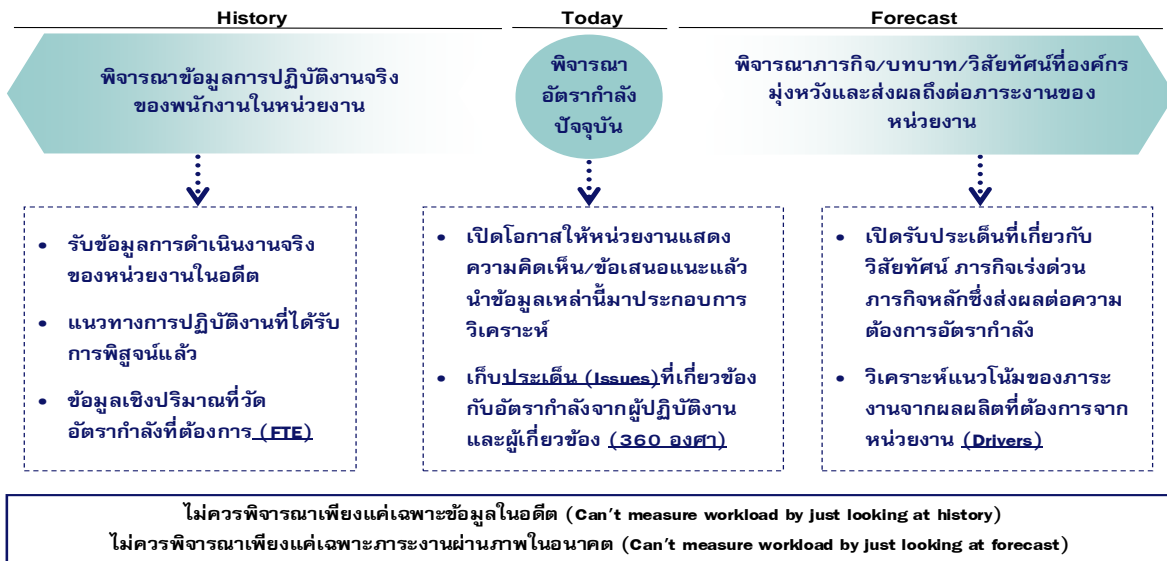 History
Today
Forecast
พิจารณาข้อมูลการปฏิบัติงานจริง
ของพนักงานในหน่วยงาน
พิจารณา
อัตรากำลัง
ปัจจุบัน
พิจารณาภารกิจ/บทบาท/วิสัยทัศน์ที่องค์กร
มุ่งหวังและส่งผลถึงต่อภาระงานของ
หน่วยงาน
• รับข้อมูลการดำเนินงานจริง
ของหน่วยงานในอดีต
• แนวทางการปฏิบัติงานที่ได้รับ
การพิสูจน์แล้ว
• ข้อมูลเชิงปริมาณที่วัด
อัตรากำลังที่ต้องการ (FTE)
• เปิดโอกาสให้หน่วยงานแสดง
ความคิดเห็น/ข้อเสนอแนะแล้ว
นำข้อมูลเหล่านี้มาประกอบการ
วิเคราะห์
• เก็บประเด็น (Issues)ที่เกี่ยวข้อง
กับอัตรากำลังจากผู้ปฏิบัติงาน
และผู้เกี่ยวข้อง (360 องศา)
• เปิดรับประเด็นที่เกี่ยวกับ
วิสัยทัศน์ ภารกิจเร่งด่วน
ภารกิจหลักซึ่งส่งผลต่อความ
ต้องการอัตรากำลัง
• วิเคราะห์แนวโน้มของภาระ
งานจากผลผลิตที่ต้องการจาก
หน่วยงาน (Drivers)
ไม่ควรพิจารณาเพียงแค่เฉพาะข้อมูลในอดีต (Can't measure workload by just looking at history)
ไม่ควรพิจารณาเพียงแค่เฉพาะภาระงานผ่านภาพในอนาคต (Can't measure workload by just looking at forecast)